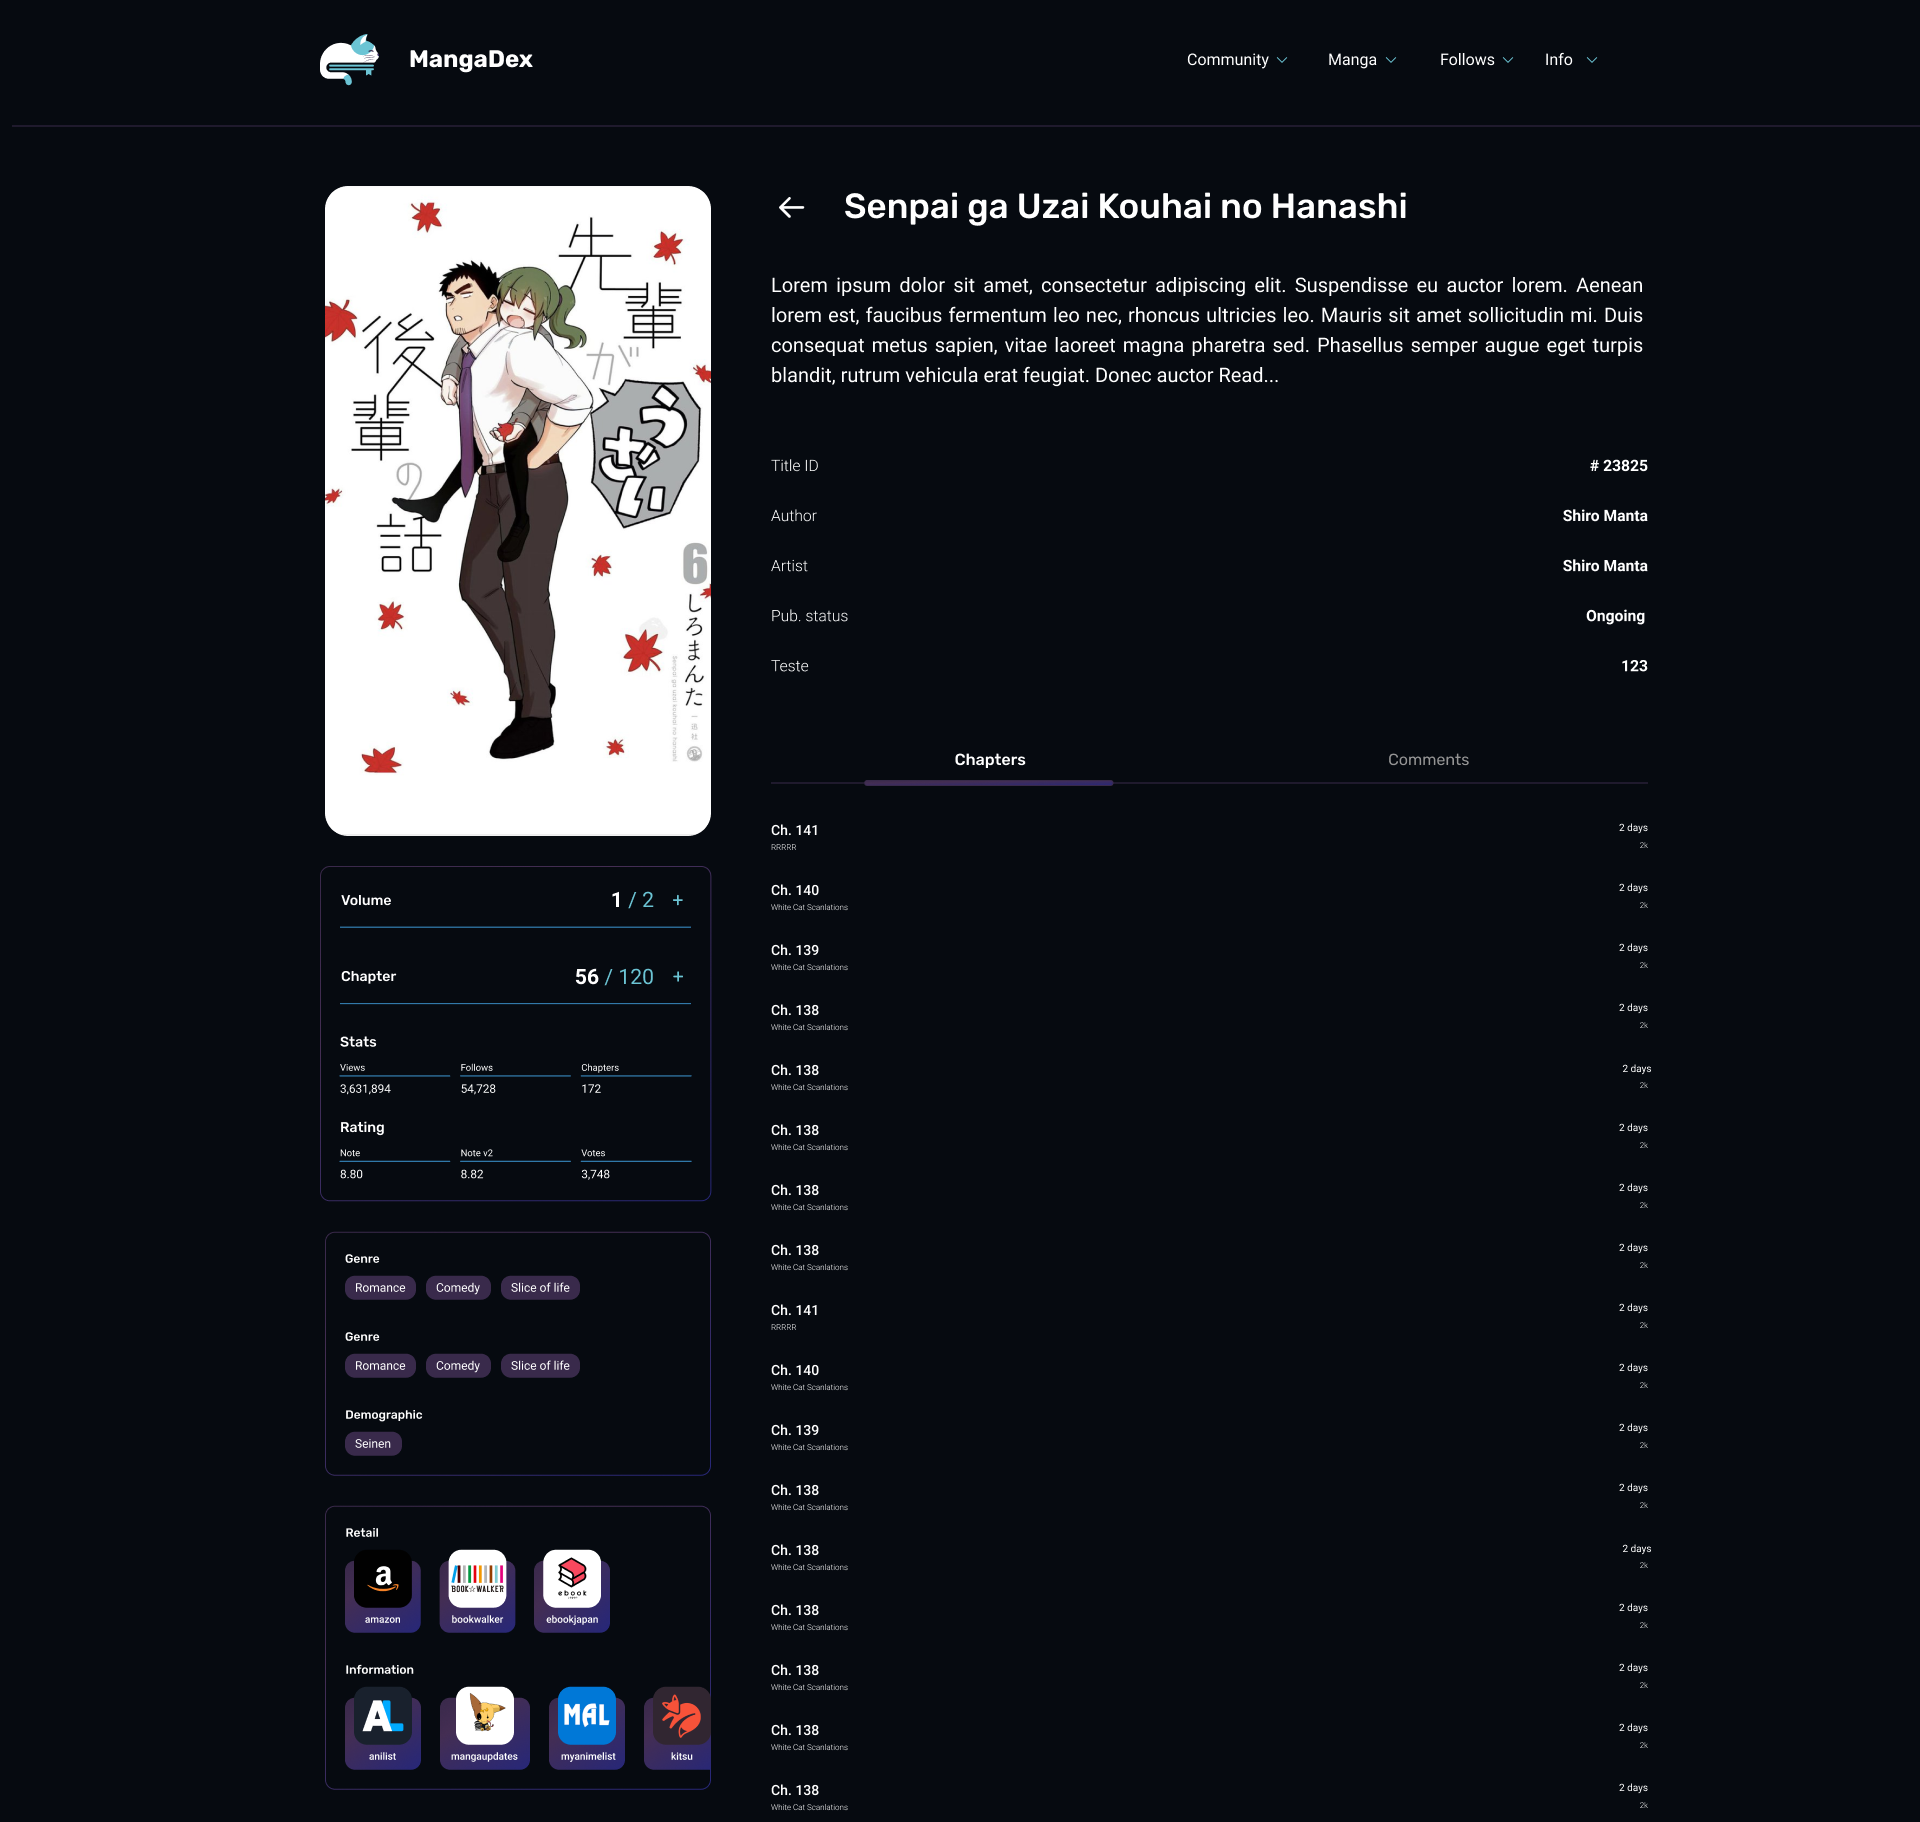 MangaDex
Community
Manga
Follows
Info
先輩が
うざい
後輩の話
6
しろまんた
一迅社
Senpai ga uzai kouhai no hanashi
Senpai ga Uzai Kouhai no Hanashi
Lorem ipsum dolor sit amet, consectetur adipiscing elit. Suspendisse eu auctor lorem. Aenean
lorem est, faucibus fermentum leo nec, rhoncus ultricies leo. Mauris sit amet sollicitudin mi. Duis
consequat metus sapien, vitae laoreet magna pharetra sed. Phasellus semper augue eget turpis
blandit, rutrum vehicula erat feugiat. Donec auctor Read...
Title ID # 23825
Author Shiro Manta
Artist Shiro Manta
Pub. status Ongoing
Teste 123
Volume 1 / 2 +
Chapter 56 / 120 +
Stats
Views Follows Chapters
3,631,894 54,728 172
Rating
Note Note v2 Votes
8.80 8.82 3,748
Genre
Romance Comedy Slice of life
Genre
Romance Comedy Slice of life
Demographic
Seinen
Retail
a
BOOK☆WALKER
ebook
amazon bookwalker ebookjapan
Information
AL
MAL
anilist mangaupdates myanimelist kitsu
Chapters Comments
Ch. 141 2 days
RRRRR 2k
Ch. 140 2 days
White Cat Scanlations 2k
Ch. 139 2 days
White Cat Scanlations 2k
Ch. 138 2 days
White Cat Scanlations 2k
Ch. 138 2 days
White Cat Scanlations 2k
Ch. 138 2 days
White Cat Scanlations 2k
Ch. 138 2 days
White Cat Scanlations 2k
Ch. 138 2 days
White Cat Scanlations 2k
Ch. 141 2 days
RRRRR 2k
Ch. 140 2 days
White Cat Scanlations 2k
Ch. 139 2 days
White Cat Scanlations 2k
Ch. 138 2 days
White Cat Scanlations 2k
Ch. 138 2 days
White Cat Scanlations 2k
Ch. 138 2 days
White Cat Scanlations 2k
Ch. 138 2 days
White Cat Scanlations 2k
Ch. 138 2 days
White Cat Scanlations 2k
Ch. 138 2 days
White Cat Scanlations 2k